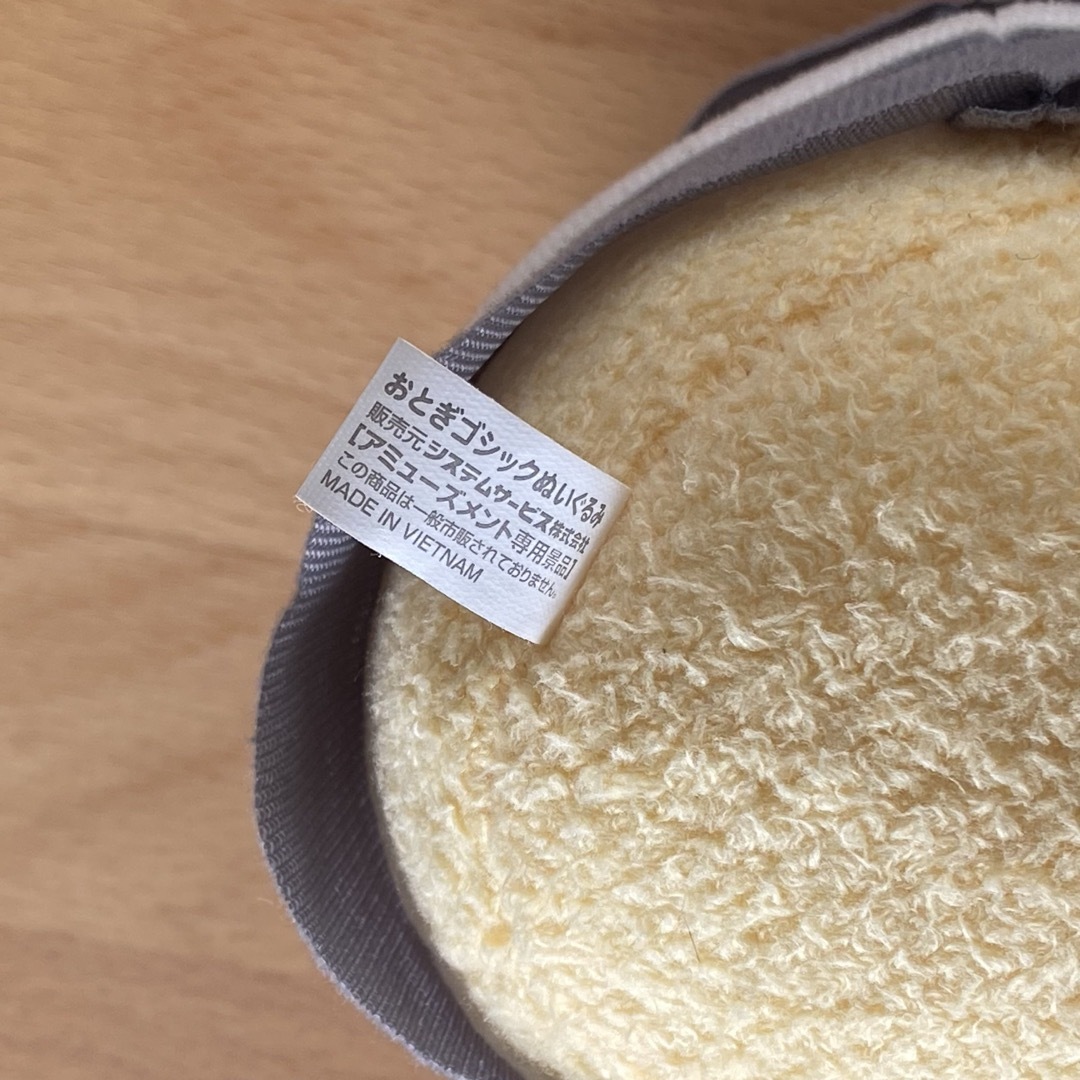 おとぎゴシックぬいぐるみ
販売元システムサービス株式会社
[アミューズメント専用景品]
この商品は一般市販されておりません。
MADE IN VIETNAM